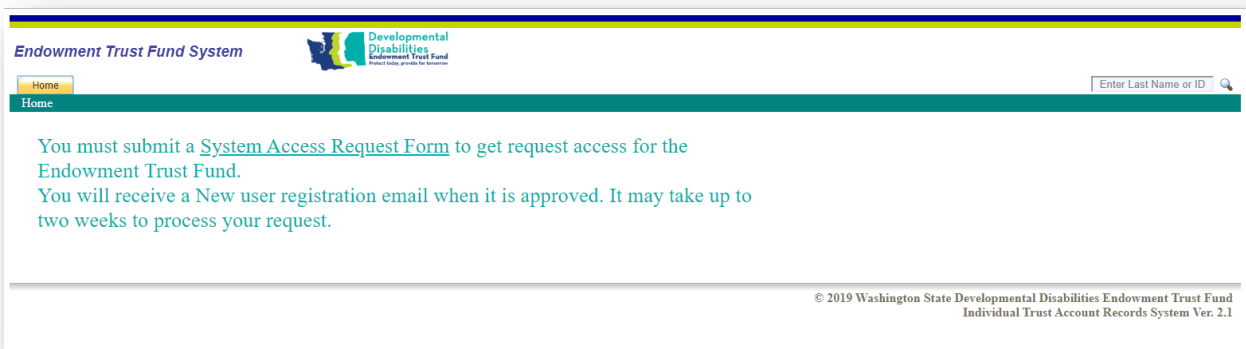 Endowment Trust Fund System
Developmental
Disabilities
Endowment Trust Fund
Protect today, provide for tomorrow
Home
Enter Last Name or ID
Home
You must submit a System Access Request Form to get request access for the
Endowment Trust Fund.
You will receive a New user registration email when it is approved. It may take up to
two weeks to process your request.
© 2019 Washington State Developmental Disabilities Endowment Trust Fund
Individual Trust Account Records System Ver. 2.1